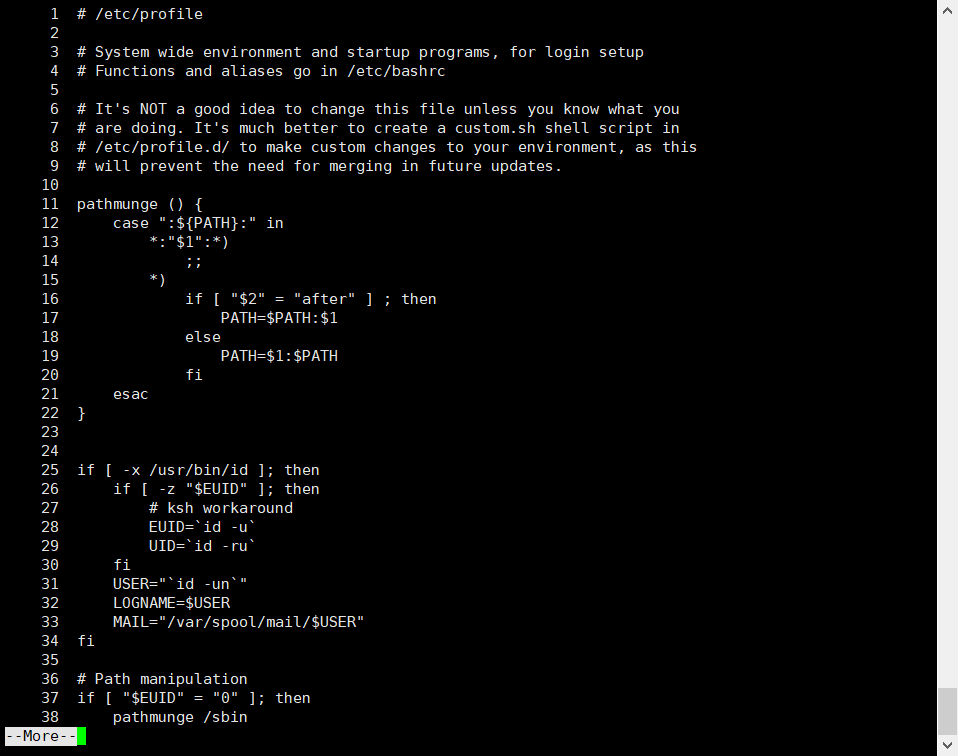 1 # /etc/profile
2
3 # System wide environment and startup programs, for login setup
4 # Functions and aliases go in /etc/bashrc
5
6 # It's NOT a good idea to change this file unless you know what you
7 # are doing. It's much better to create a custom.sh shell script in
8 # /etc/profile.d/ to make custom changes to your environment, as this
9 # will prevent the need for merging in future updates.
10
11 pathmunge () {
12     case ":${PATH}:" in
13         *:"$1":*)
14             ;;
15         *)
16             if [ "$2" = "after" ] ; then
17                 PATH=$PATH:$1
18             else
19                 PATH=$1:$PATH
20             fi
21     esac
22 }
23
24
25 if [ -x /usr/bin/id ]; then
26     if [ -z "$EUID" ]; then
27         # ksh workaround
28         EUID=`id -u`
29         UID=`id -ru`
30     fi
31     USER="`id -un`"
32     LOGNAME=$USER
33     MAIL="/var/spool/mail/$USER"
34 fi
35
36 # Path manipulation
37 if [ "$EUID" = "0" ]; then
38     pathmunge /sbin
--More--